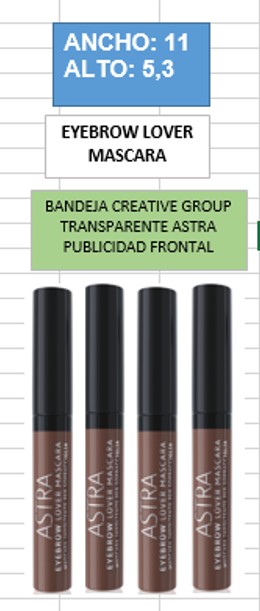 ANCHO: 11
ALTO: 5,3
EYEBROW LOVER
MASCARA
BANDEJA CREATIVE GROUP
TRANSPARENTE ASTRA
PUBLICIDAD FRONTAL
ASTRA
EYEBROW LOVER MASCARA
ASTRA
EYEBROW LOVER MASCARA
ASTRA
EYEBROW LOVER MASCARA
ASTRA
EYEBROW LOVER MASCARA